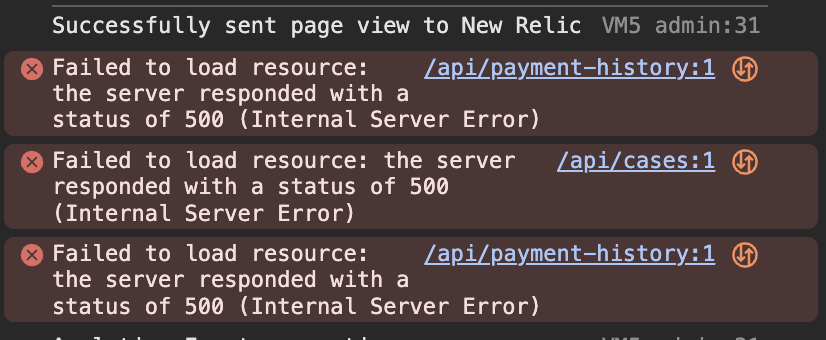 Successfully sent page view to New Relic VM5 admin:31
Failed to load resource: /api/payment-history:1
the server responded with a
status of 500 (Internal Server Error)
Failed to load resource: the server /api/cases:1
responded with a status of 500
(Internal Server Error)
Failed to load resource: /api/payment-history:1
the server responded with a
status of 500 (Internal Server Error)